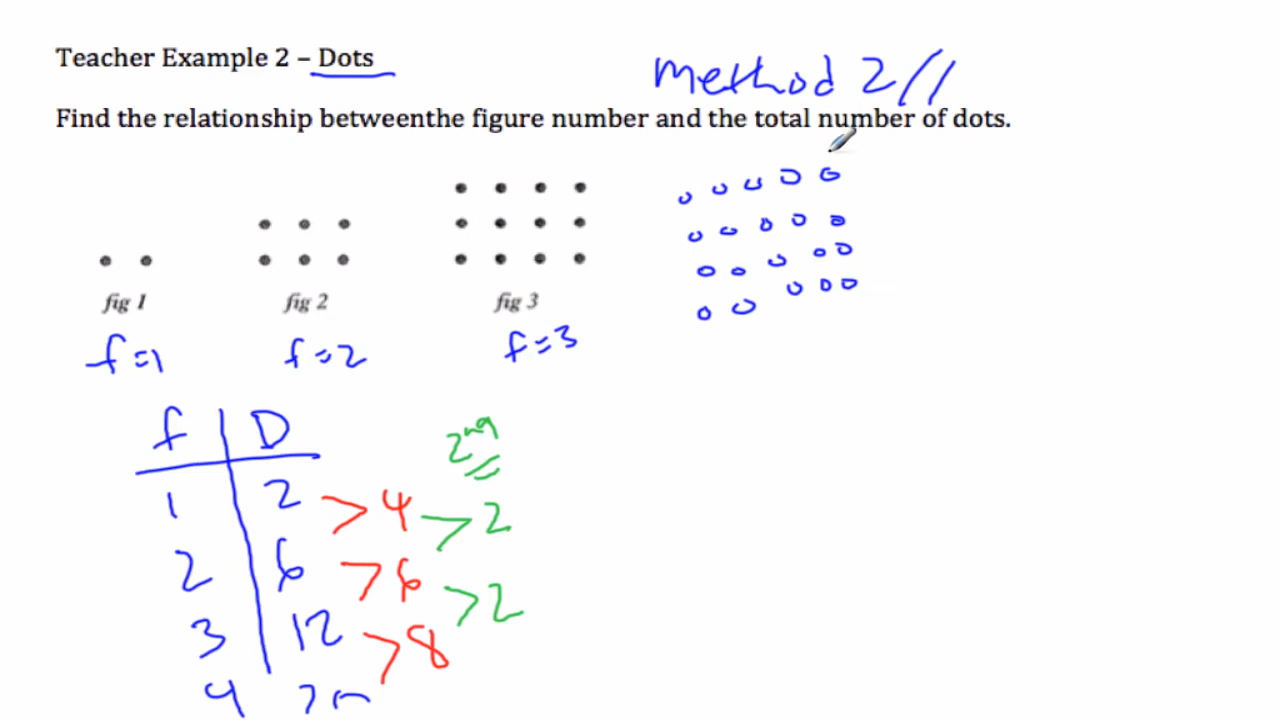 Teacher Example 2 – Dots
Method 2//
Find the relationship betweenthe figure number and the total number of dots.
fig 1 fig 2 fig 3
f=1 f=2 f=3
f D
2nd
1 2 >4 >2
2 6 >6 >2
3 12 >8
4